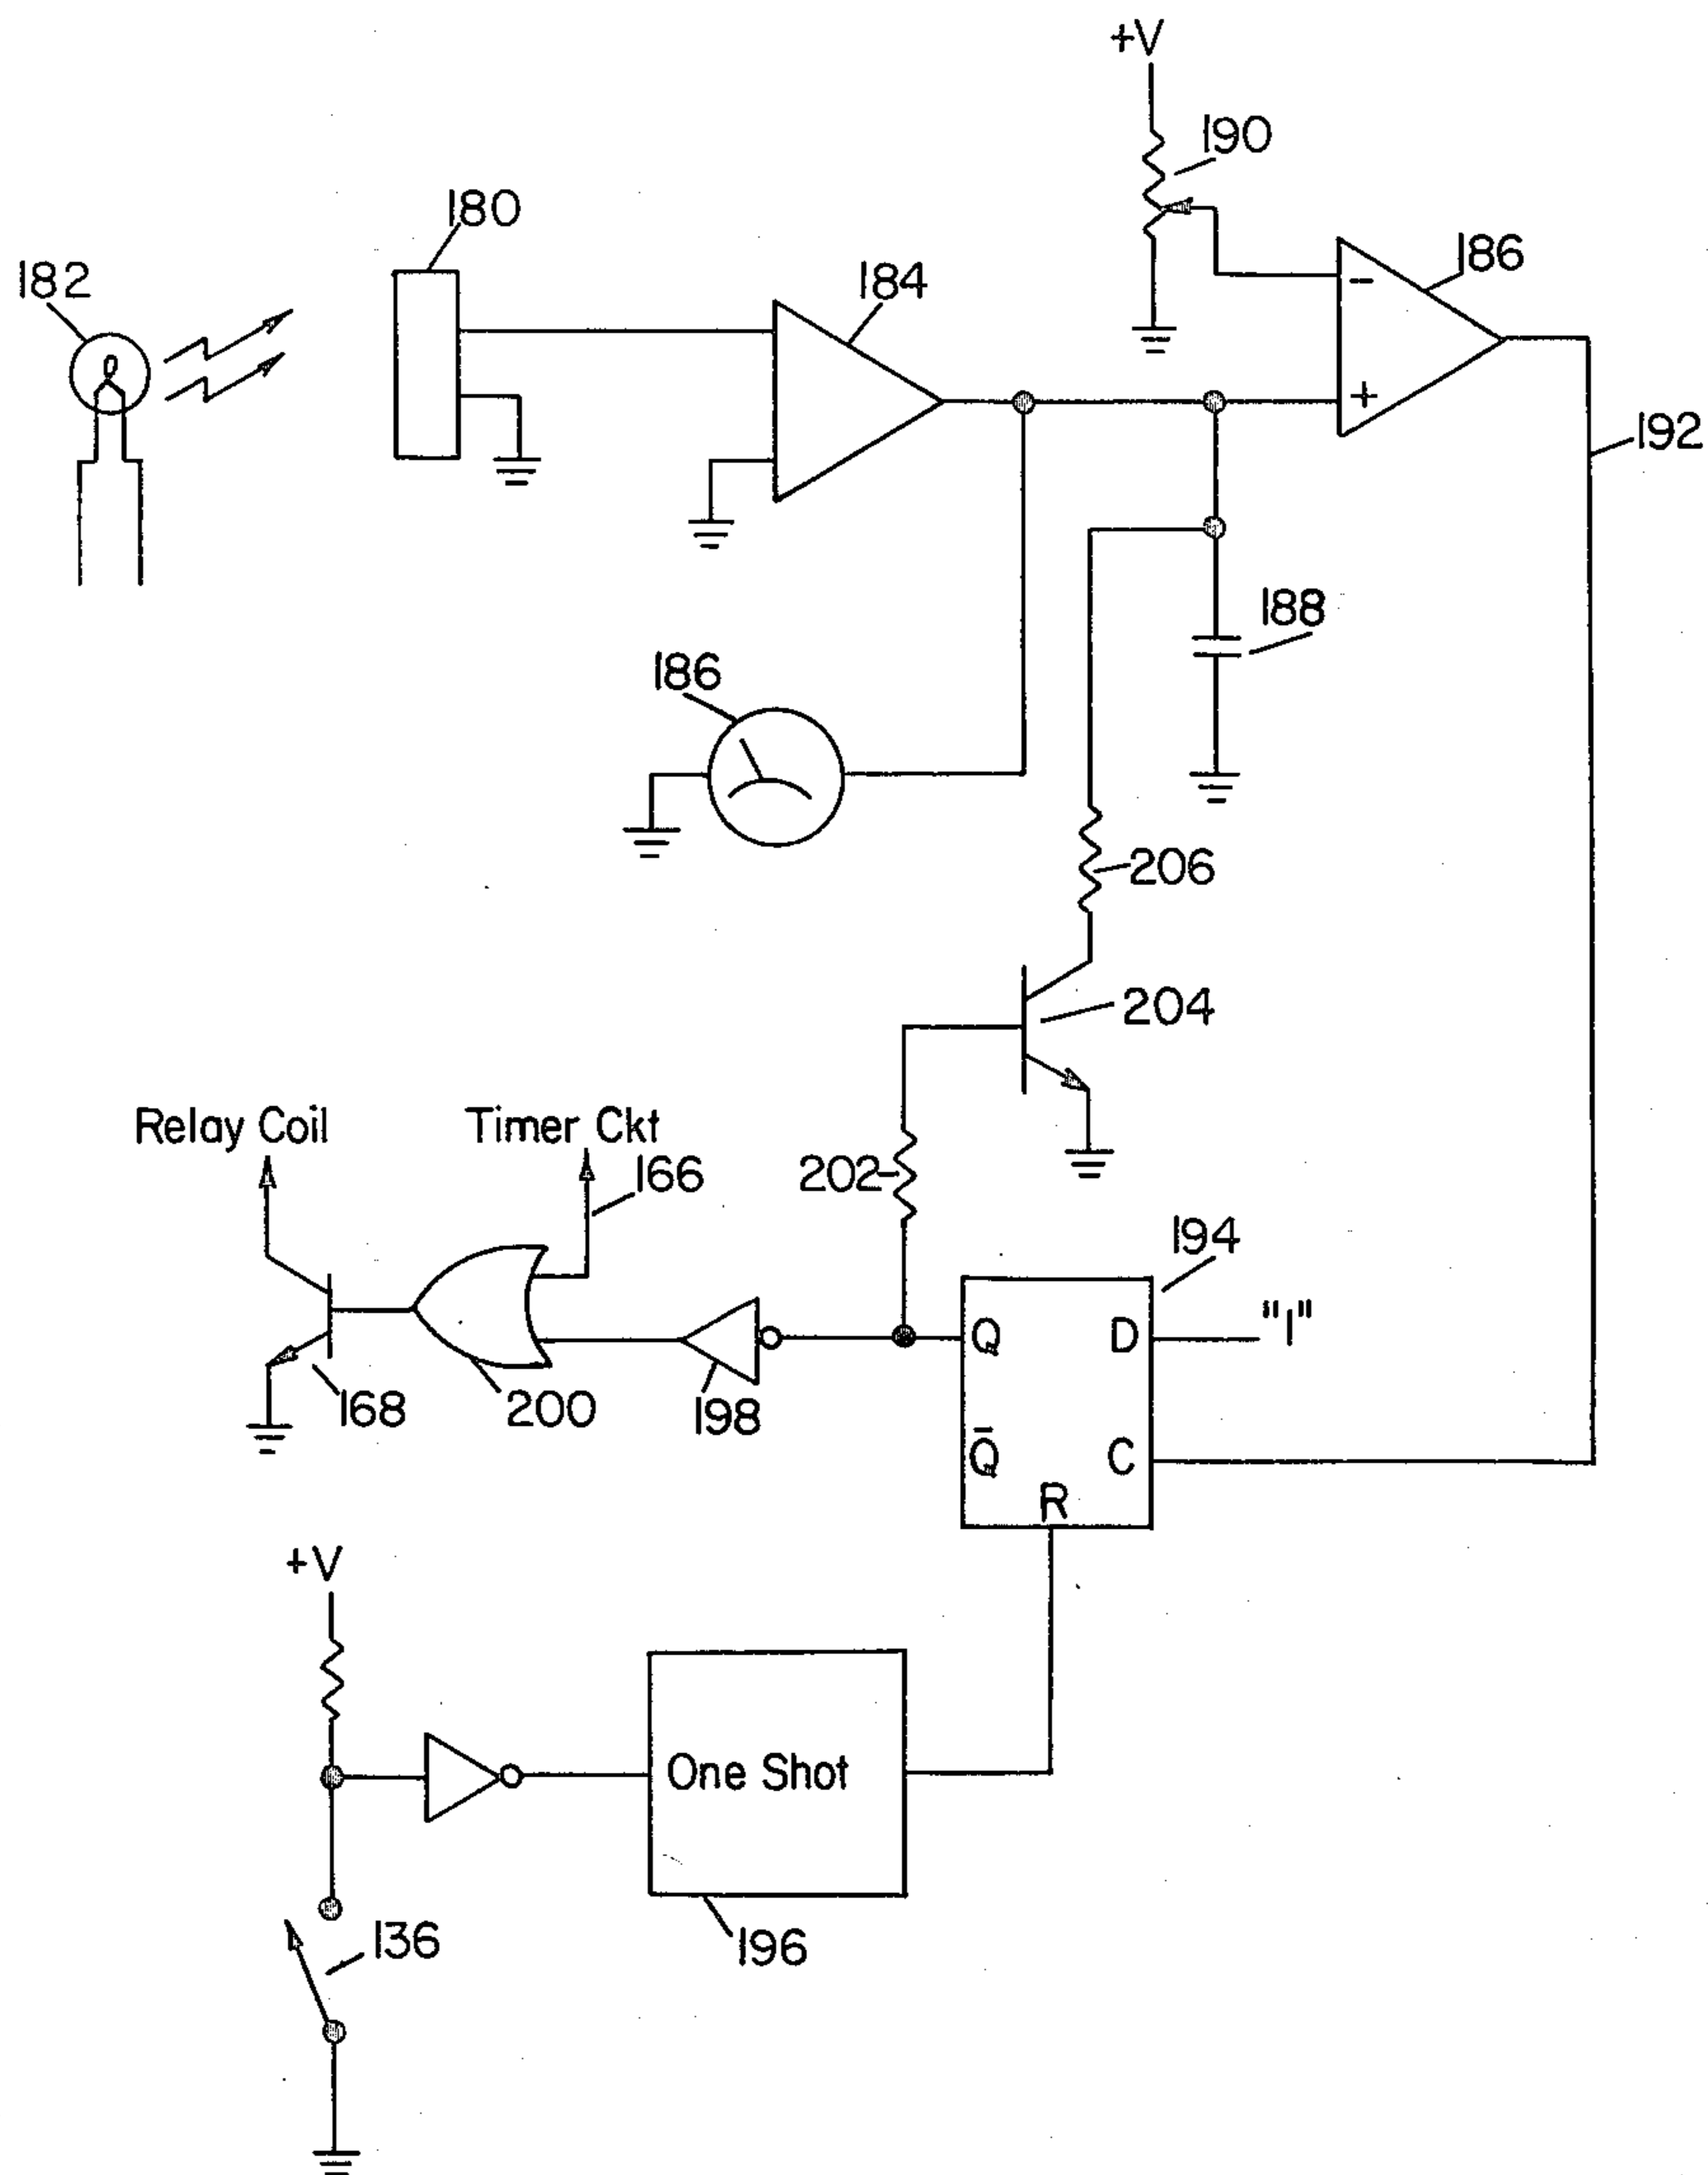 +V
190
180
182
184
186
192
188
186
206
204
Relay Coil
Timer Ckt
166
202
194
Q
D
"1"
168
200
198
Q̄
C
R
+V
One Shot
136
196
-
+